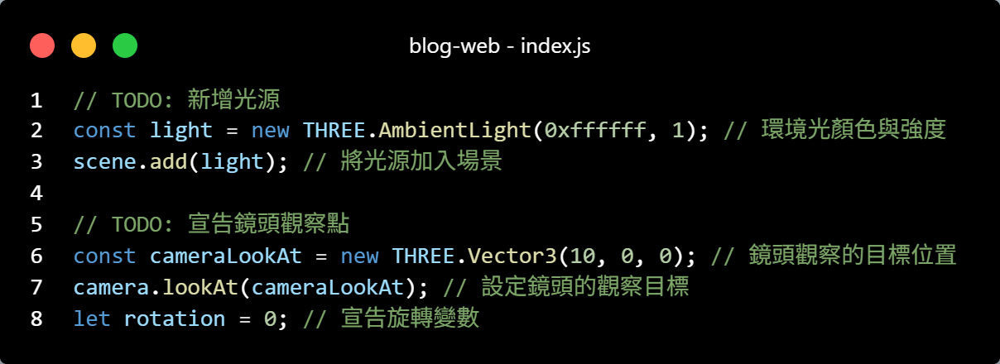 blog-web - index.js
1 // TODO: 新增光源
2 const light = new THREE.AmbientLight(0xffffff, 1); // 環境光顏色與強度
3 scene.add(light); // 將光源加入場景
4
5 // TODO: 宣告鏡頭觀察點
6 const cameraLookAt = new THREE.Vector3(10, 0, 0); // 鏡頭觀察的目標位置
7 camera.lookAt(cameraLookAt); // 設定鏡頭的觀察目標
8 let rotation = 0; // 宣告旋轉變數